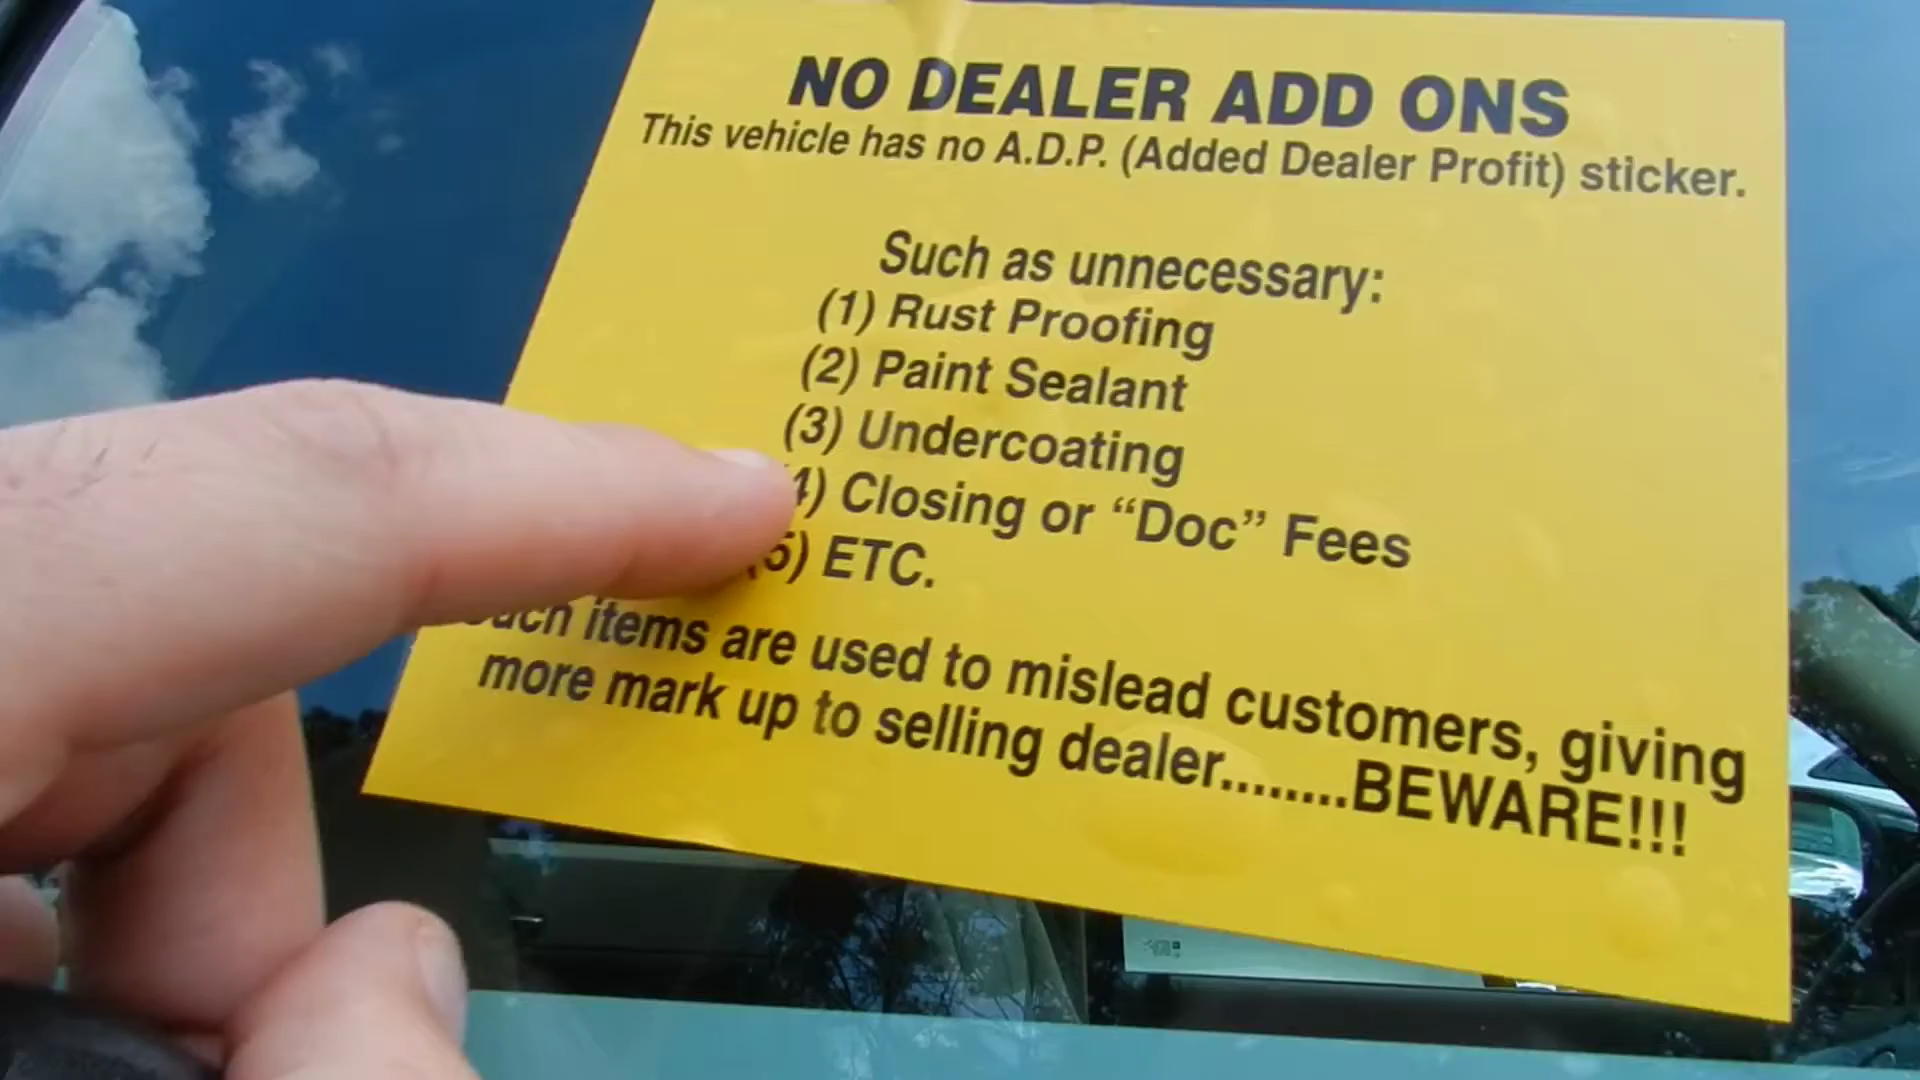 NO DEALER ADD ONS
This vehicle has no A.D.P. (Added Dealer Profit) sticker.
Such as unnecessary:
(1) Rust Proofing
(2) Paint Sealant
(3) Undercoating
4) Closing or “Doc” Fees
(5) ETC.
items are used to mislead customers, giving
more mark up to selling dealer........BEWARE!!!